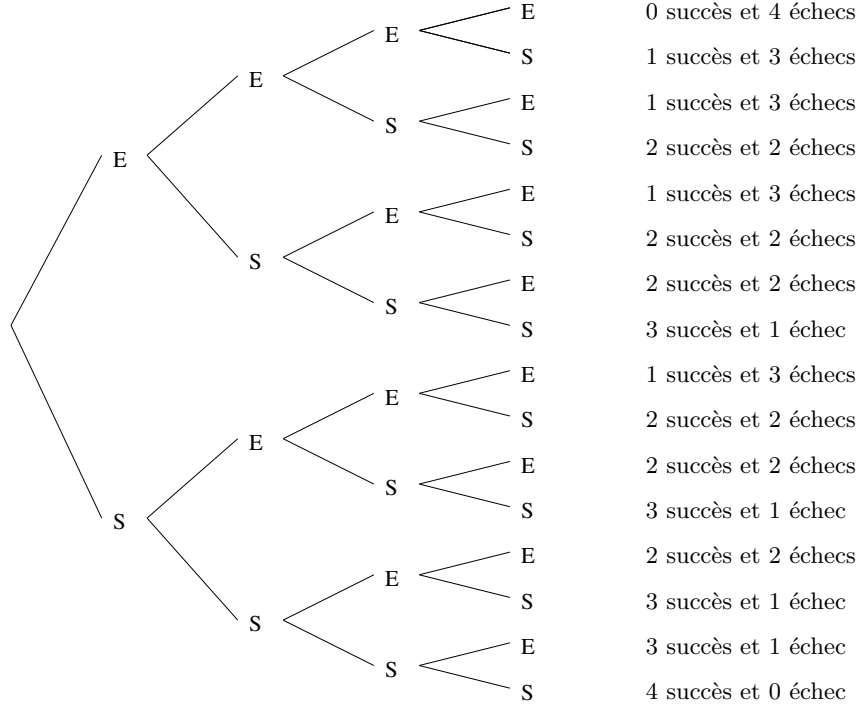 E 0 succès et 4 échecs
E
S 1 succès et 3 échecs
E
E 1 succès et 3 échecs
S
S 2 succès et 2 échecs
E
E 1 succès et 3 échecs
E
S 2 succès et 2 échecs
S
E 2 succès et 2 échecs
S
S 3 succès et 1 échec
E 1 succès et 3 échecs
E
S 2 succès et 2 échecs
E
E 2 succès et 2 échecs
S
S 3 succès et 1 échec
S
E 2 succès et 2 échecs
E
S 3 succès et 1 échec
S
E 3 succès et 1 échec
S
S 4 succès et 0 échec